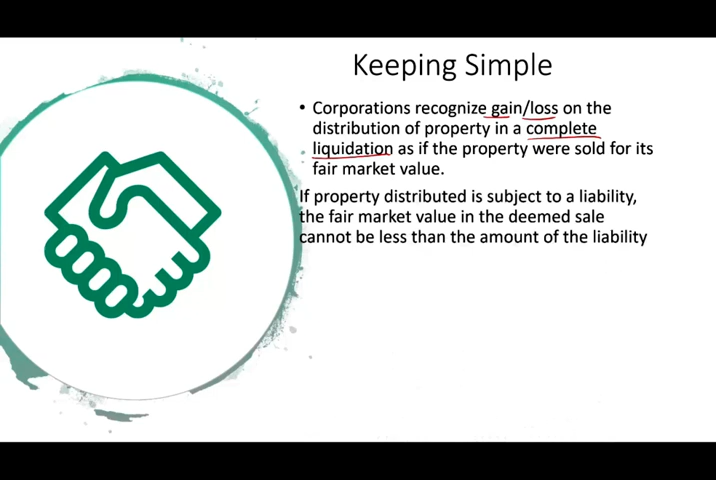 Keeping Simple
• Corporations recognize gain/loss on the
distribution of property in a complete
liquidation as if the property were sold for its
fair market value.
If property distributed is subject to a liability,
the fair market value in the deemed sale
cannot be less than the amount of the liability